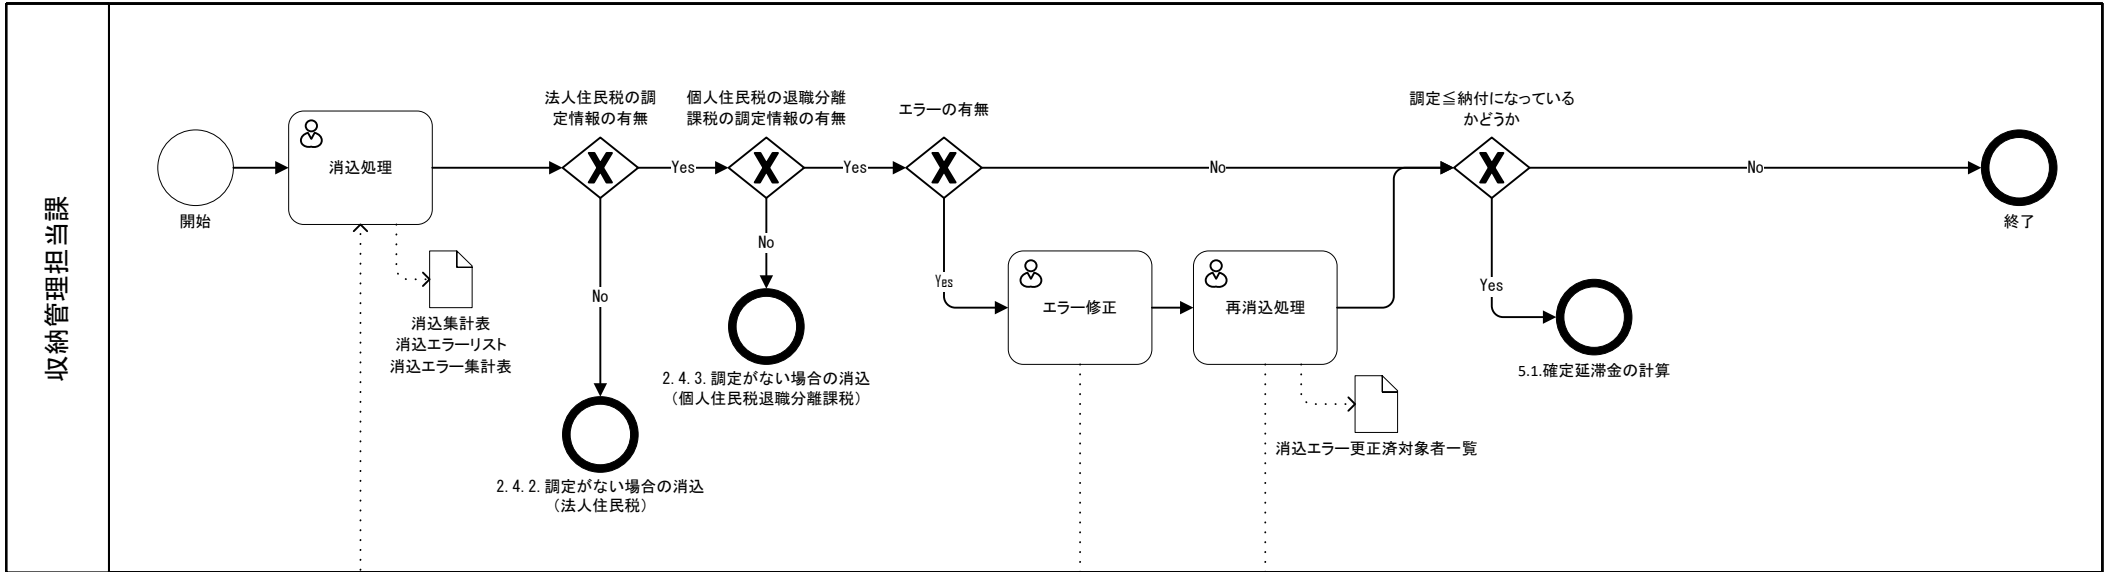 収納管理担当課
開始
消込処理
消込集計表
消込エラーリスト
消込エラー集計表
法人住民税の調
定情報の有無
Yes
No
2.4.2.調定がない場合の消込
（法人住民税）
個人住民税の退職分離
課税の調定情報の有無
Yes
No
2.4.3.調定がない場合の消込
（個人住民税退職分離課税）
エラーの有無
No
Yes
エラー修正
再消込処理
消込エラー更正済対象者一覧
調定≦納付になっている
かどうか
No
Yes
5.1.確定延滞金の計算
終了